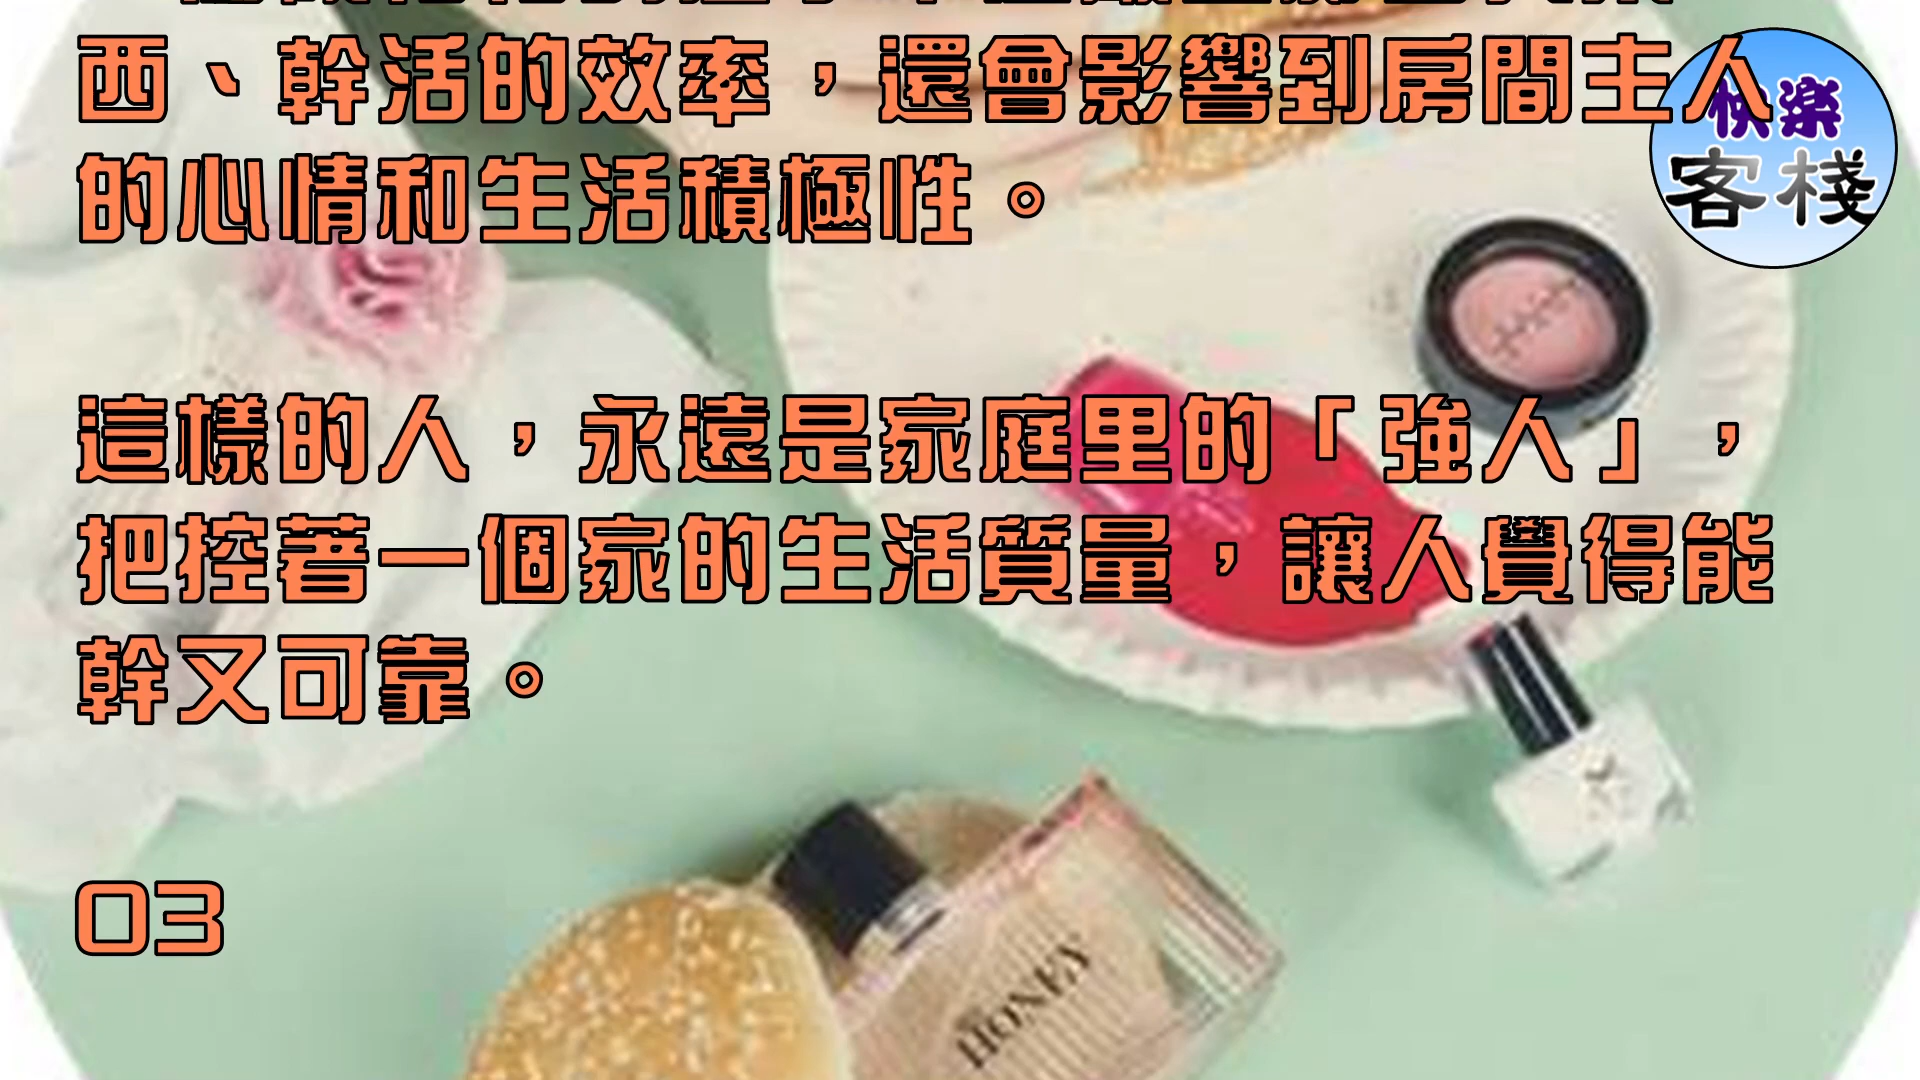 西、幹活的效率，還會影響到房間主人
的心情和生活積極性。
這樣的人，永遠是家庭里的「強人」，
把控著一個家的生活質量，讓人覺得能
幹又可靠。
03
快樂
客棧
HONEY